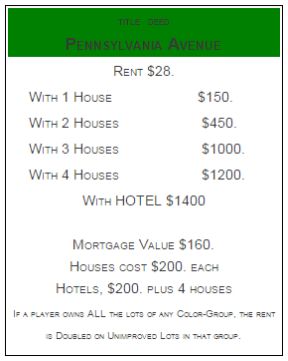 TITLE DEED
PENNSYLVANIA AVENUE
RENT $28.
WITH 1 HOUSE $150.
WITH 2 HOUSES $450.
WITH 3 HOUSES $1000.
WITH 4 HOUSES $1200.
WITH HOTEL $1400
MORTGAGE VALUE $160.
HOUSES COST $200. EACH
HOTELS, $200. PLUS 4 HOUSES
IF A PLAYER OWNS ALL THE LOTS OF ANY COLOR-GROUP, THE RENT
IS DOUBLED ON UNIMPROVED LOTS IN THAT GROUP.